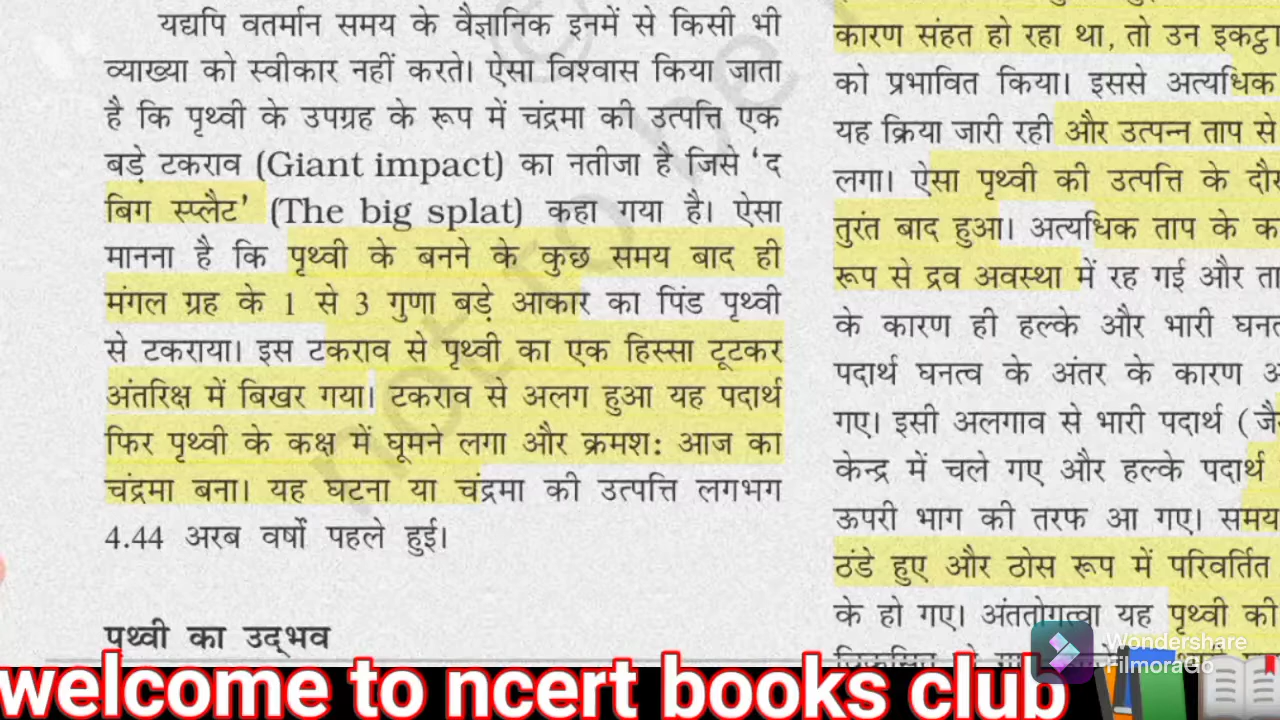 यद्यपि वतर्मान समय के वैज्ञानिक इनमें से किसी भी
व्याख्या को स्वीकार नहीं करते। ऐसा विश्वास किया जाता
है कि पृथ्वी के उपग्रह के रूप में चंद्रमा की उत्पत्ति एक
बड़े टकराव (Giant impact) का नतीजा है जिसे ‘द
बिग स्प्लैट’ (The big splat) कहा गया है। ऐसा
मानना है कि पृथ्वी के बनने के कुछ समय बाद ही
मंगल ग्रह के 1 से 3 गुणा बड़े आकार का पिंड पृथ्वी
से टकराया। इस टकराव से पृथ्वी का एक हिस्सा टूटकर
अंतरिक्ष में बिखर गया। टकराव से अलग हुआ यह पदार्थ
फिर पृथ्वी के कक्ष में घूमने लगा और क्रमश: आज का
चंद्रमा बना। यह घटना या चंद्रमा की उत्पत्ति लगभग
4.44 अरब वर्षों पहले हुई।
पृथ्वी का उद्भव
कारण संहत हो रहा था, तो उन इकट्ठा
को प्रभावित किया। इससे अत्यधिक
यह क्रिया जारी रही और उत्पन्न ताप से
लगा। ऐसा पृथ्वी की उत्पत्ति के
तुरंत बाद हुआ। अत्यधिक ताप के
रूप से द्रव अवस्था में रह गई और
के कारण ही हल्के और भारी
पदार्थ घनत्व के अंतर के कारण
गए। इसी अलगाव से भारी पदार्थ
केन्द्र में चले गए और हल्के पदार्थ
ऊपरी भाग की तरफ आ गए। समय
ठंडे हुए और ठोस रूप में परिवर्तित
के हो गए। अंततोगत्वा यह पृथ्वी की
not to be
Wondershare
FilmoraGo
welcome to ncert books club